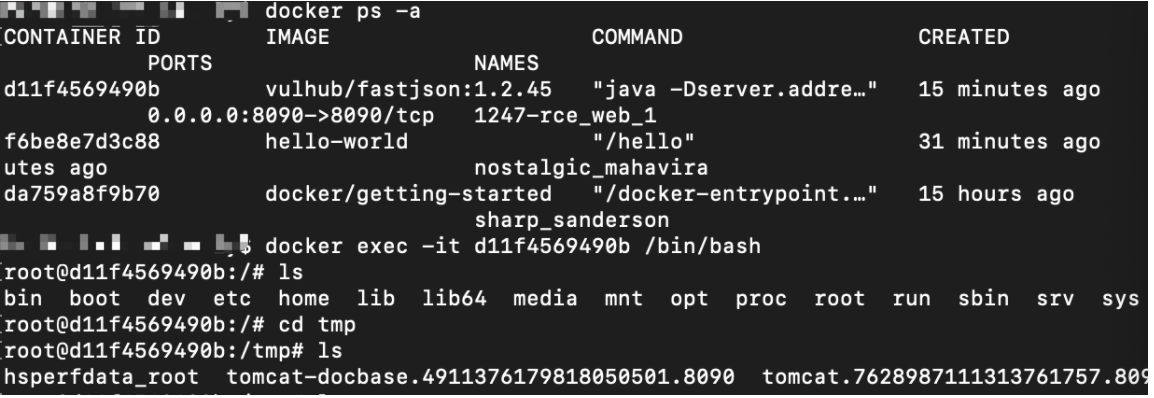 docker ps -a
CONTAINER ID IMAGE COMMAND CREATED
PORTS NAMES
d11f4569490b vulhub/fastjson:1.2.45 "java -Dserver.addre…" 15 minutes ago
0.0.0.0:8090->8090/tcp 1247-rce_web_1
f6be8e7d3c88 hello-world "/hello" 31 minutes ago
utes ago nostalgic_mahavira
da759a8f9b70 docker/getting-started "/docker-entrypoint.…" 15 hours ago
sharp_sanderson
$ docker exec -it d11f4569490b /bin/bash
[root@d11f4569490b:/# ls
bin boot dev etc home lib lib64 media mnt opt proc root run sbin srv sys
[root@d11f4569490b:/# cd tmp
[root@d11f4569490b:/tmp# ls
hsperfdata_root tomcat-docbase.4911376179818050501.8090 tomcat.7628987111313761757.809